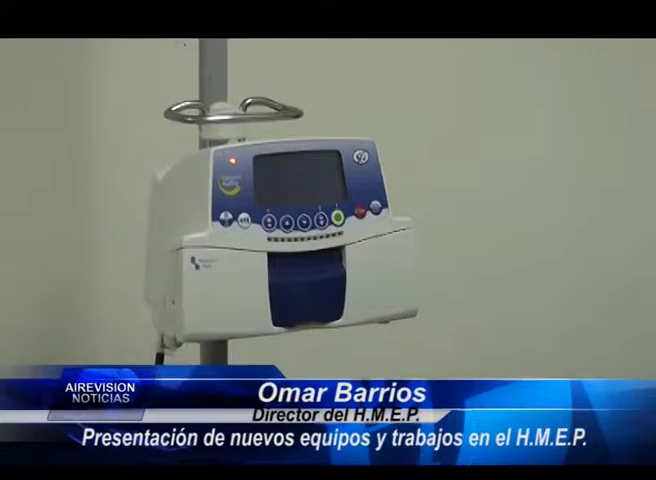 AIREVISION
NOTICIAS
Omar Barrios
Director del H.M.E.P.
Presentación de nuevos equipos y trabajos en el H.M.E.P.